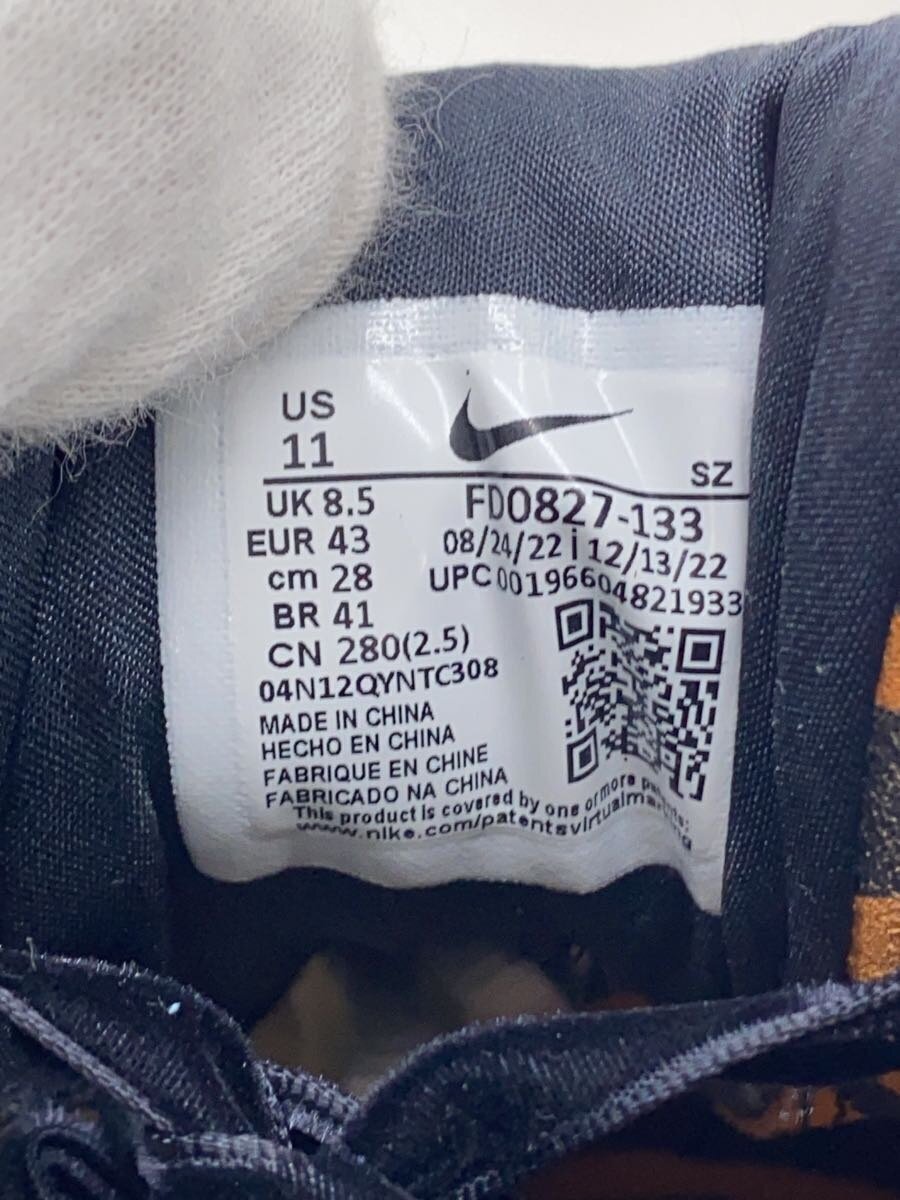 US
11
SZ
UK 8.5
EUR 43
cm 28
BR 41
CN 280(2.5)
04N12QYNTC308
FD0827-133
08/24/22 | 12/13/22
UPC 00196604821933
MADE IN CHINA
HECHO EN CHINA
FABRIQUE EN CHINE
FABRICADO NA CHINA
This product is covered by one or more patents:
www.nike.com/patentsvirtualmarking